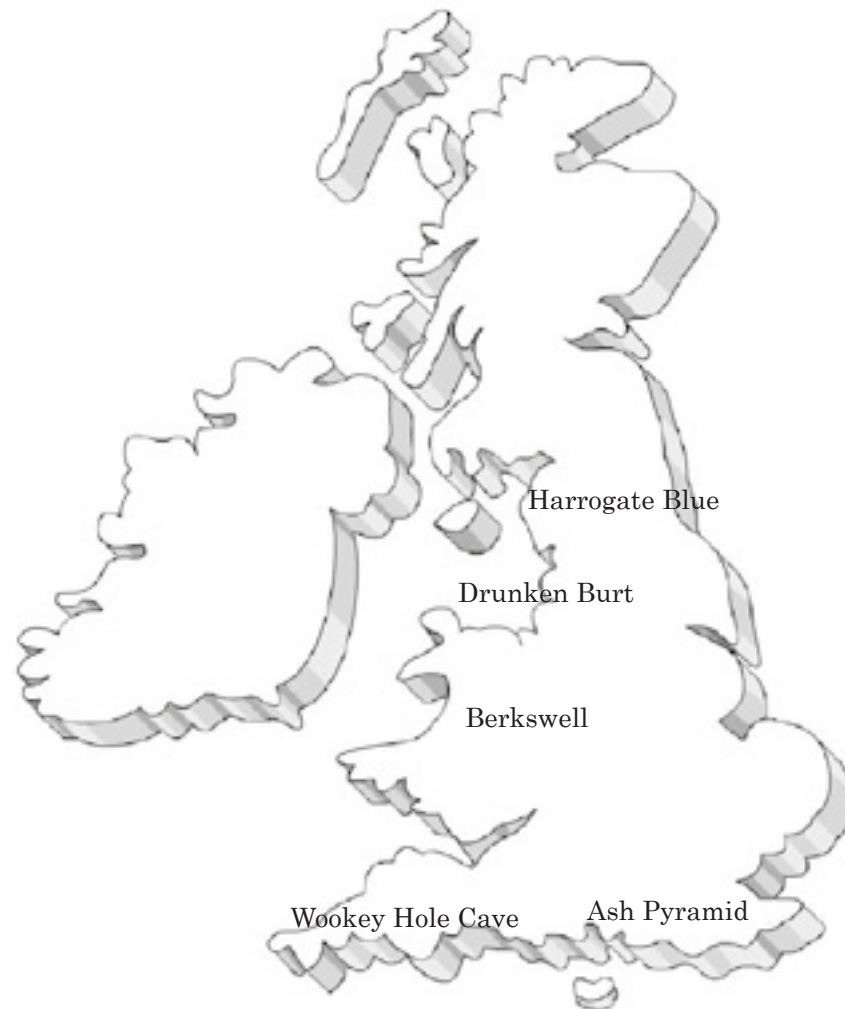 Harrogate Blue
Drunken Burt
Berkswell
Wookey Hole Cave
Ash Pyramid